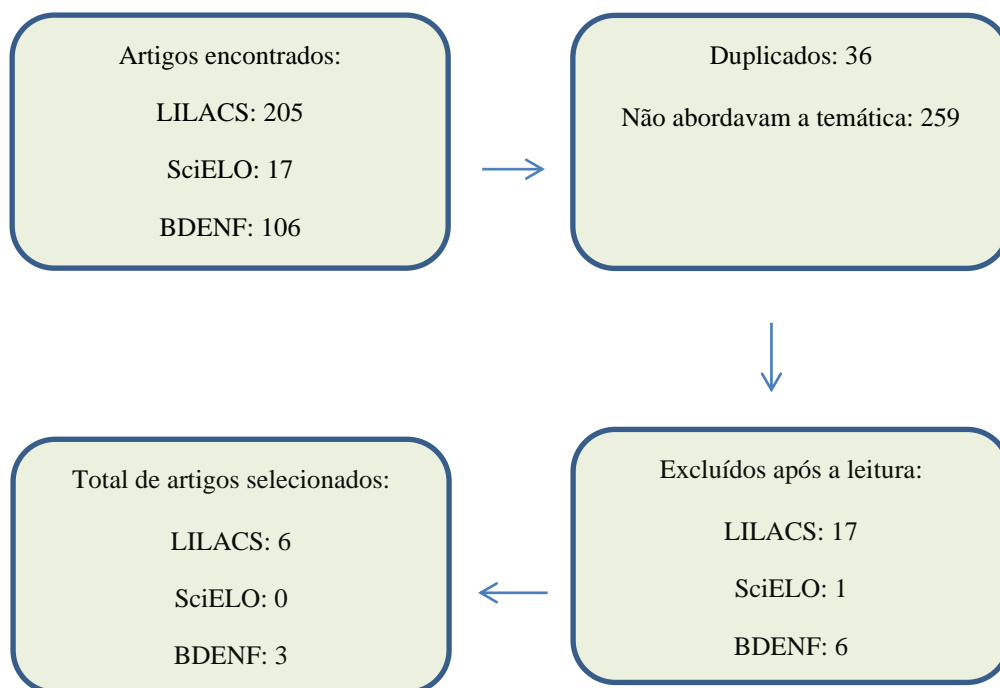 Artigos encontrados:
LILACS: 205
SciELO: 17
BDENF: 106
Duplicados: 36
Não abordavam a temática: 259
Excluídos após a leitura:
LILACS: 17
SciELO: 1
BDENF: 6
Total de artigos selecionados:
LILACS: 6
SciELO: 0
BDENF: 3